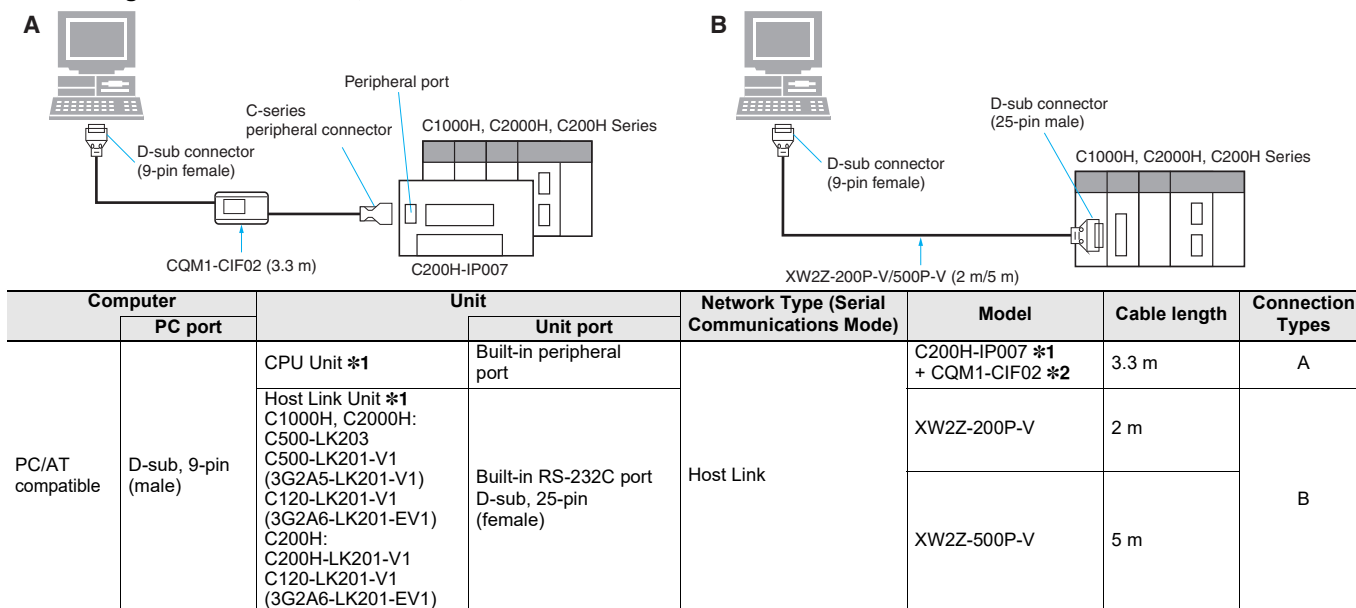 A
Peripheral port
C-series
peripheral connector
C1000H, C2000H, C200H Series
D-sub connector
(9-pin female)
CQM1-CIF02 (3.3 m)
C200H-IP007
B
D-sub connector
(25-pin male)
C1000H, C2000H, C200H Series
D-sub connector
(9-pin female)
XW2Z-200P-V/500P-V (2 m/5 m)
Computer
Unit
Network Type (Serial
Communications Mode)
Model
Cable length
Connection
Types
PC port
Unit port
PC/AT
compatible
D-sub, 9-pin
(male)
CPU Unit ✻1
Built-in peripheral
port
Host Link
C200H-IP007 ✻1
+ CQM1-CIF02 ✻2
3.3 m
A
Host Link Unit ✻1
C1000H, C2000H:
C500-LK203
C500-LK201-V1
(3G2A5-LK201-V1)
C120-LK201-V1
(3G2A6-LK201-EV1)
C200H:
C200H-LK201-V1
C120-LK201-V1
(3G2A6-LK201-EV1)
Built-in RS-232C port
D-sub, 25-pin
(female)
XW2Z-200P-V
2 m
B
XW2Z-500P-V
5 m